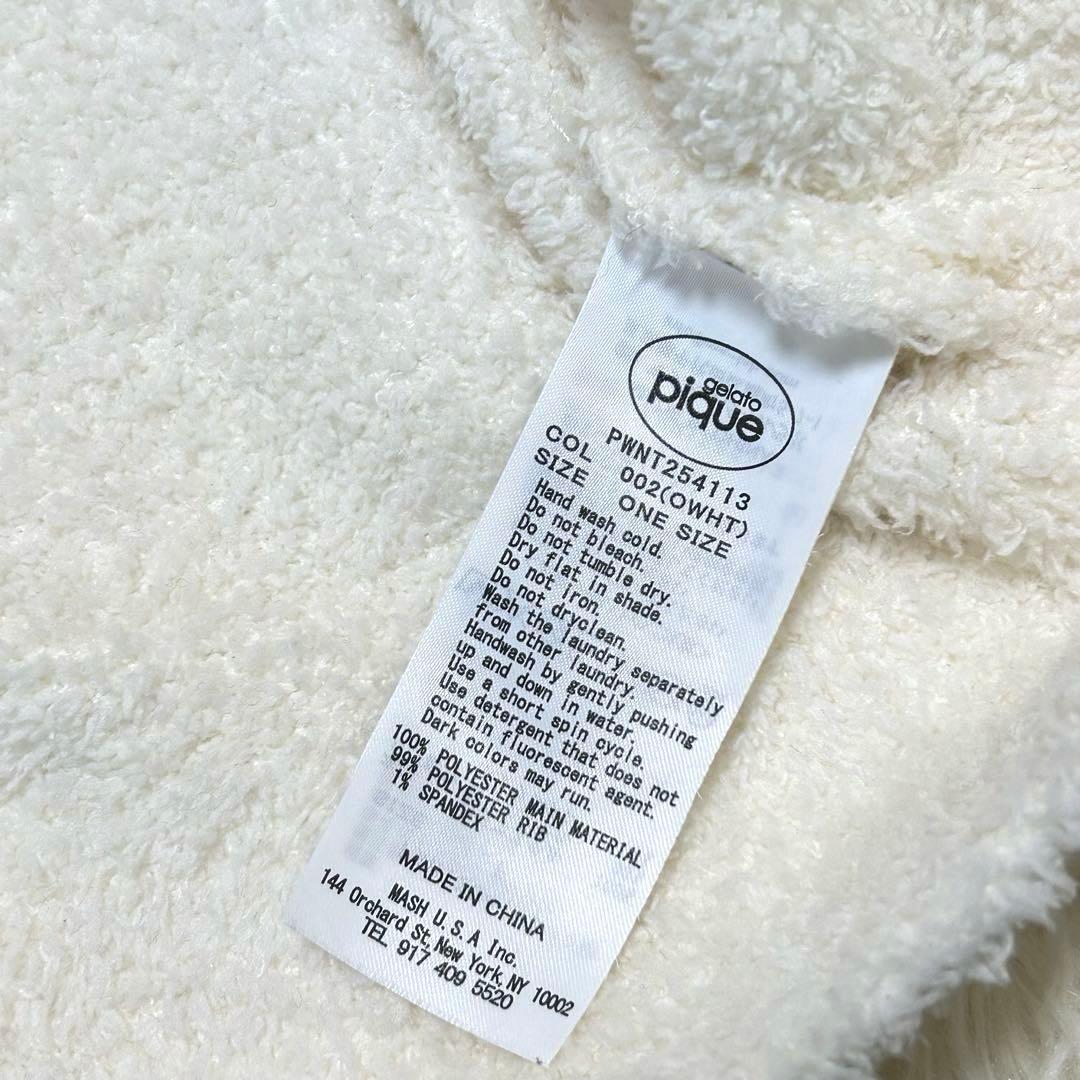 gelato
pique
PWNT254113
COL 002(OWHT)
SIZE ONE SIZE
Hand wash cold.
Do not bleach.
Do not tumble dry.
Dry flat in shade.
Do not iron.
Do not dryclean.
Wash the laundry separately
from other laundry.
Handwash by gently pushing
up and down in water.
Use a short spin cycle.
Use detergent that does not
contain fluorescent agent.
Dark colors may run.
100% POLYESTER MAIN MATERIAL
99% POLYESTER RIB
1% SPANDEX
MADE IN CHINA
MASH U.S.A Inc.
144 Orchard St, New York, NY 10002
TEL 917 409 5520